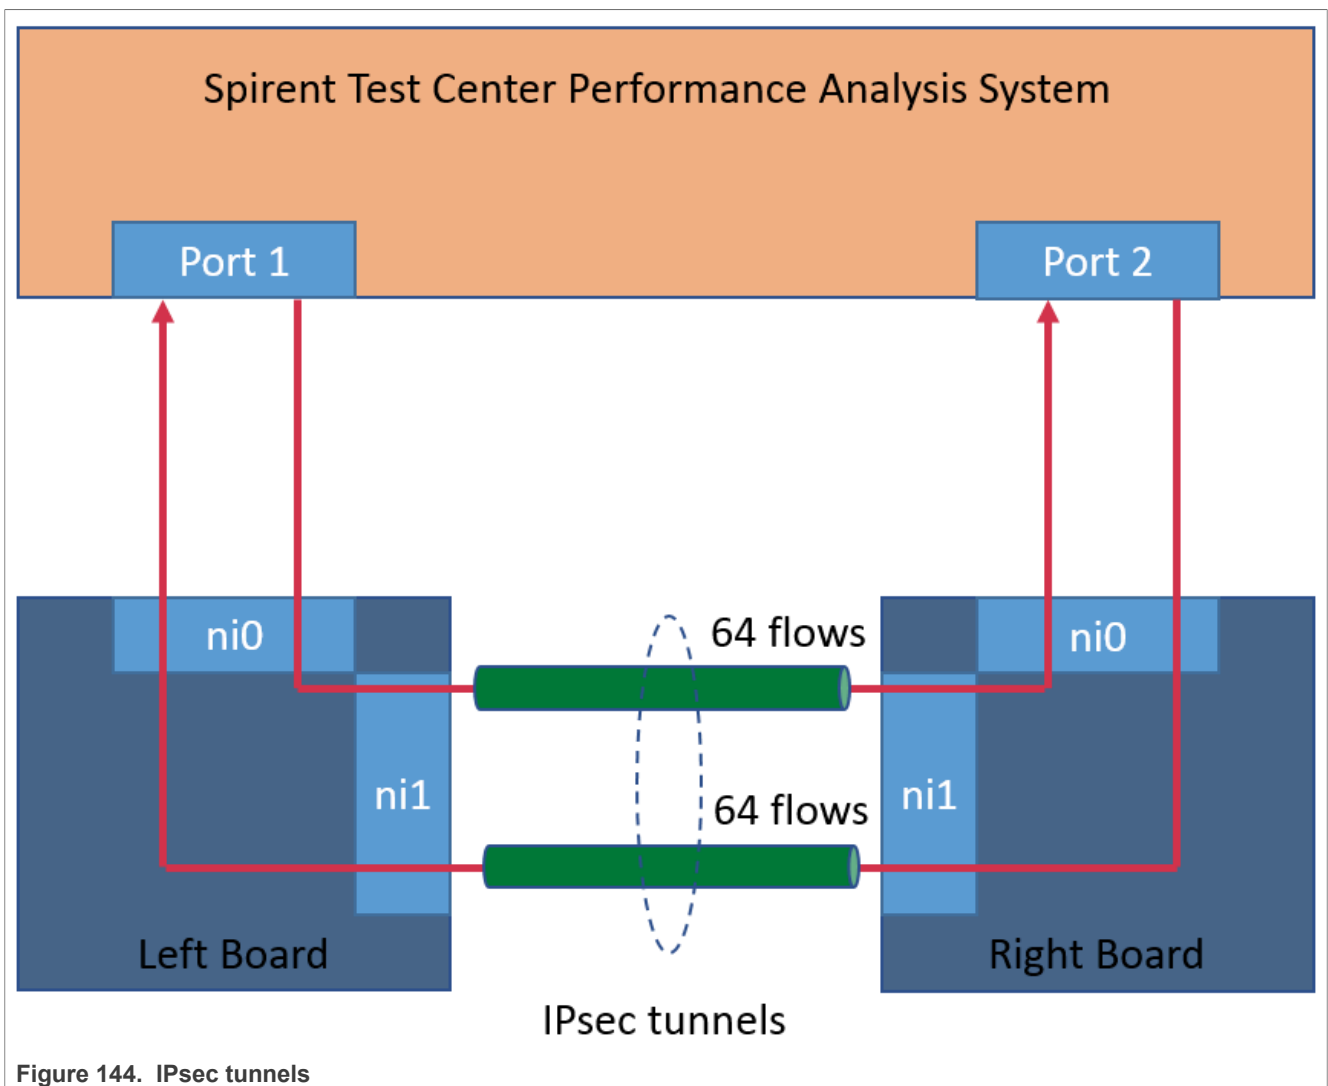 Spirent Test Center Performance Analysis System
Port 1
Port 2
ni0
64 flows
ni0
ni1
64 flows
ni1
Left Board
Right Board
IPsec tunnels
Figure 144. IPsec tunnels